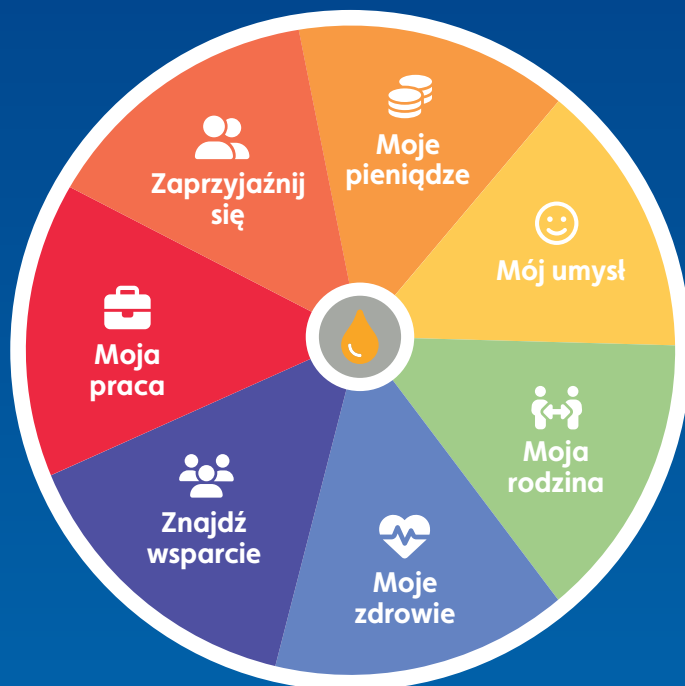 Moje
pieniądze
Mój umysł
Moja
rodzina
Moje
zdrowie
Znajdź
wsparcie
Moja
praca
Zaprzyjaźnij
się